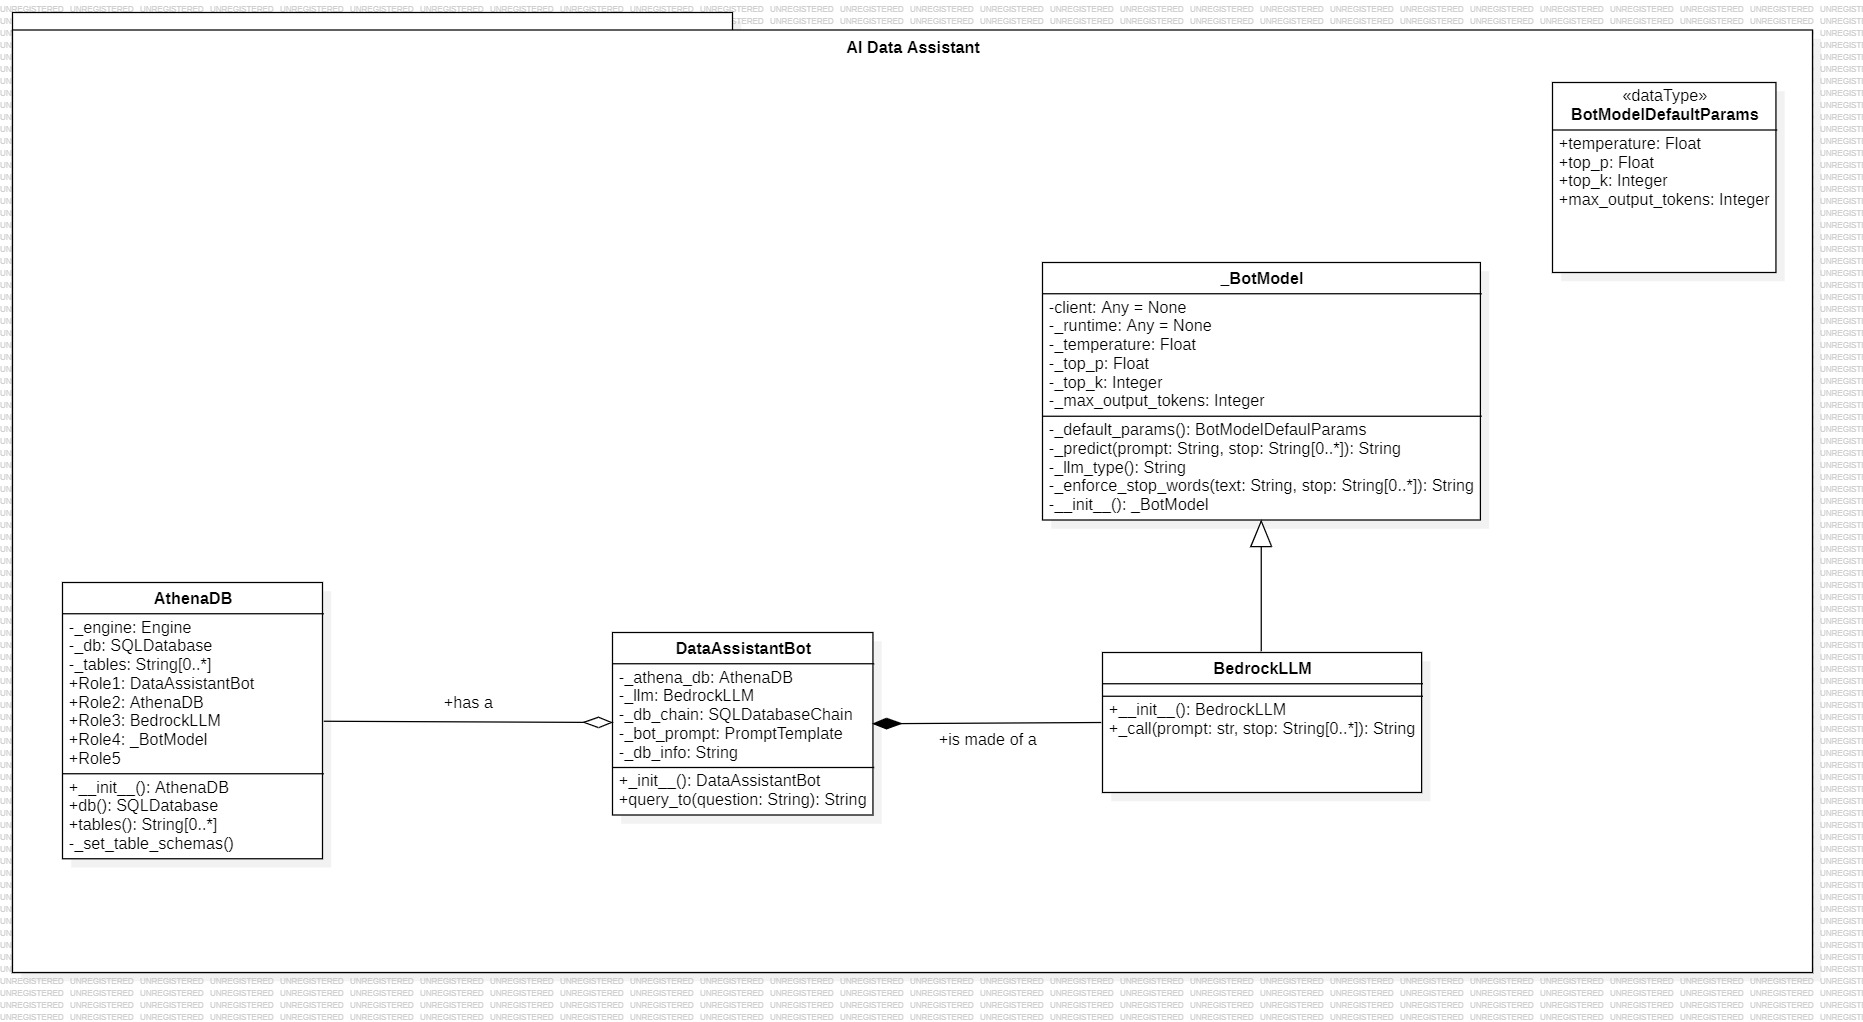 AI Data Assistant
«dataType»
BotModelDefaultParams
+temperature: Float
+top_p: Float
+top_k: Integer
+max_output_tokens: Integer
_BotModel
-client: Any = None
-_runtime: Any = None
-_temperature: Float
-_top_p: Float
-_top_k: Integer
-_max_output_tokens: Integer
-_default_params(): BotModelDefaulParams
-_predict(prompt: String, stop: String[0..*]): String
-_llm_type(): String
-_enforce_stop_words(text: String, stop: String[0..*]): String
-__init__(): _BotModel
AthenaDB
-_engine: Engine
-_db: SQLDatabase
-_tables: String[0..*]
+Role1: DataAssistantBot
+Role2: AthenaDB
+Role3: BedrockLLM
+Role4: _BotModel
+Role5
+__init__(): AthenaDB
+db(): SQLDatabase
+tables(): String[0..*]
-_set_table_schemas()
+has a
DataAssistantBot
-_athena_db: AthenaDB
-_llm: BedrockLLM
-_db_chain: SQLDatabaseChain
-_bot_prompt: PromptTemplate
-_db_info: String
+_init__(): DataAssistantBot
+query_to(question: String): String
+is made of a
BedrockLLM
+__init__(): BedrockLLM
+_call(prompt: str, stop: String[0..*]): String
UNREGISTERED